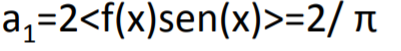 a₁=2<f(x)sen(x)>=2/ π